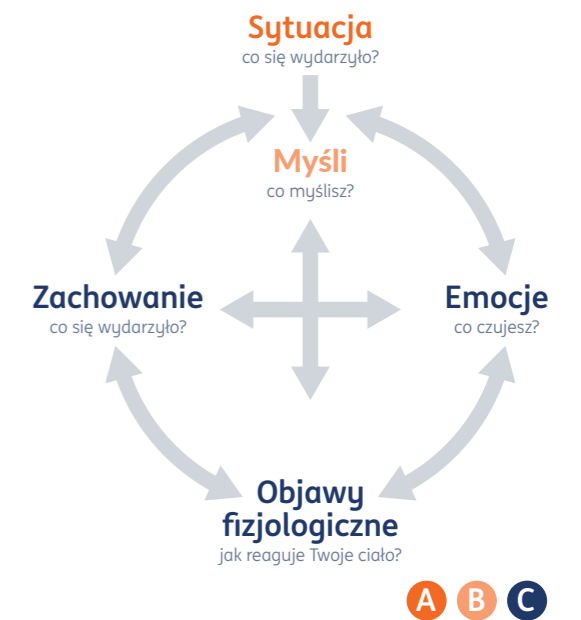 Sytuacja
co się wydarzyło?
Myśli
co myślisz?
Zachowanie
co się wydarzyło?
Emocje
co czujesz?
Objawy
fizjologiczne
jak reaguje Twoje ciało?
A B C